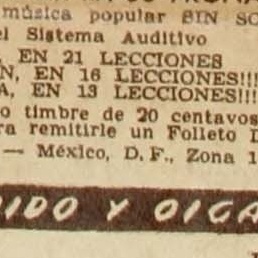 música popular SIN
el Sistema Auditivo
, EN 21 LECCIONES
N, EN 16 LECCIONES!!!
A, EN 13 LECCIONES!!!
o timbre de 20 centavos
ra remitirle un Folleto
— México, D. F., Zona 1
IDO Y OIGA